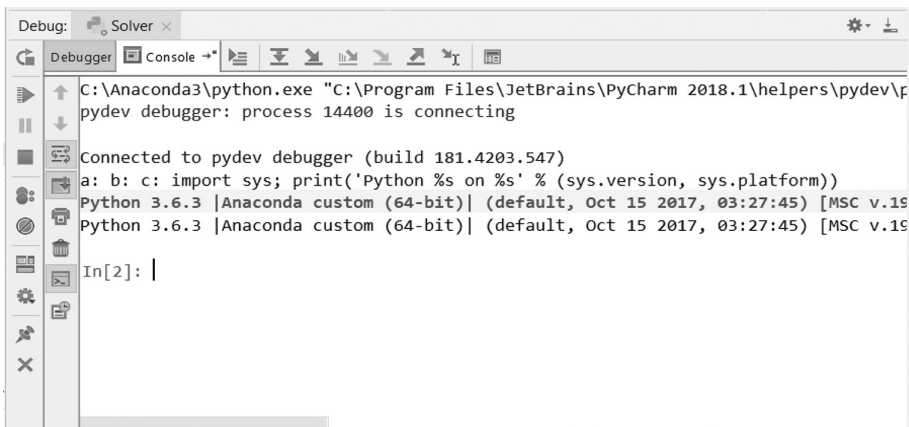 Debug: Solver
Debugger Console
C:\Anaconda3\python.exe "C:\Program Files\JetBrains\PyCharm 2018.1\helpers\pydev\p
pydev debugger: process 14400 is connecting
Connected to pydev debugger (build 181.4203.547)
a: b: c: import sys; print('Python %s on %s' % (sys.version, sys.platform))
Python 3.6.3 |Anaconda custom (64-bit)| (default, Oct 15 2017, 03:27:45) [MSC v.19
Python 3.6.3 |Anaconda custom (64-bit)| (default, Oct 15 2017, 03:27:45) [MSC v.19
In[2]: